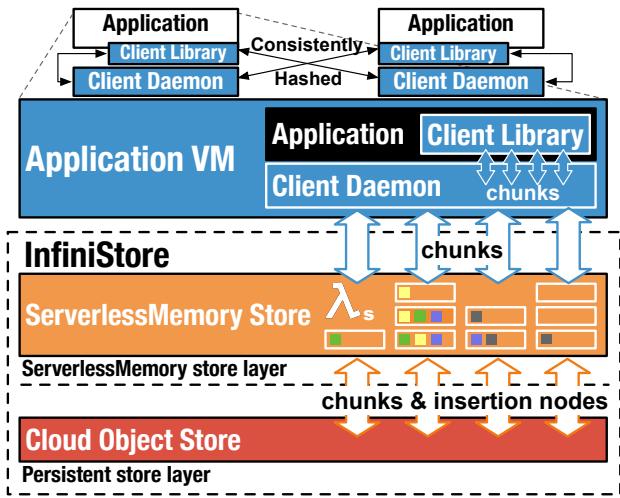 Application
Application
Client Library
Consistently
Client Library
Client Daemon
Hashed
Client Daemon
Application VM
Application
Client Library
Client Daemon
chunks
InfiniStore
chunks
ServerlessMemory Store
λs
ServerlessMemory store layer
chunks & insertion nodes
Cloud Object Store
Persistent store layer